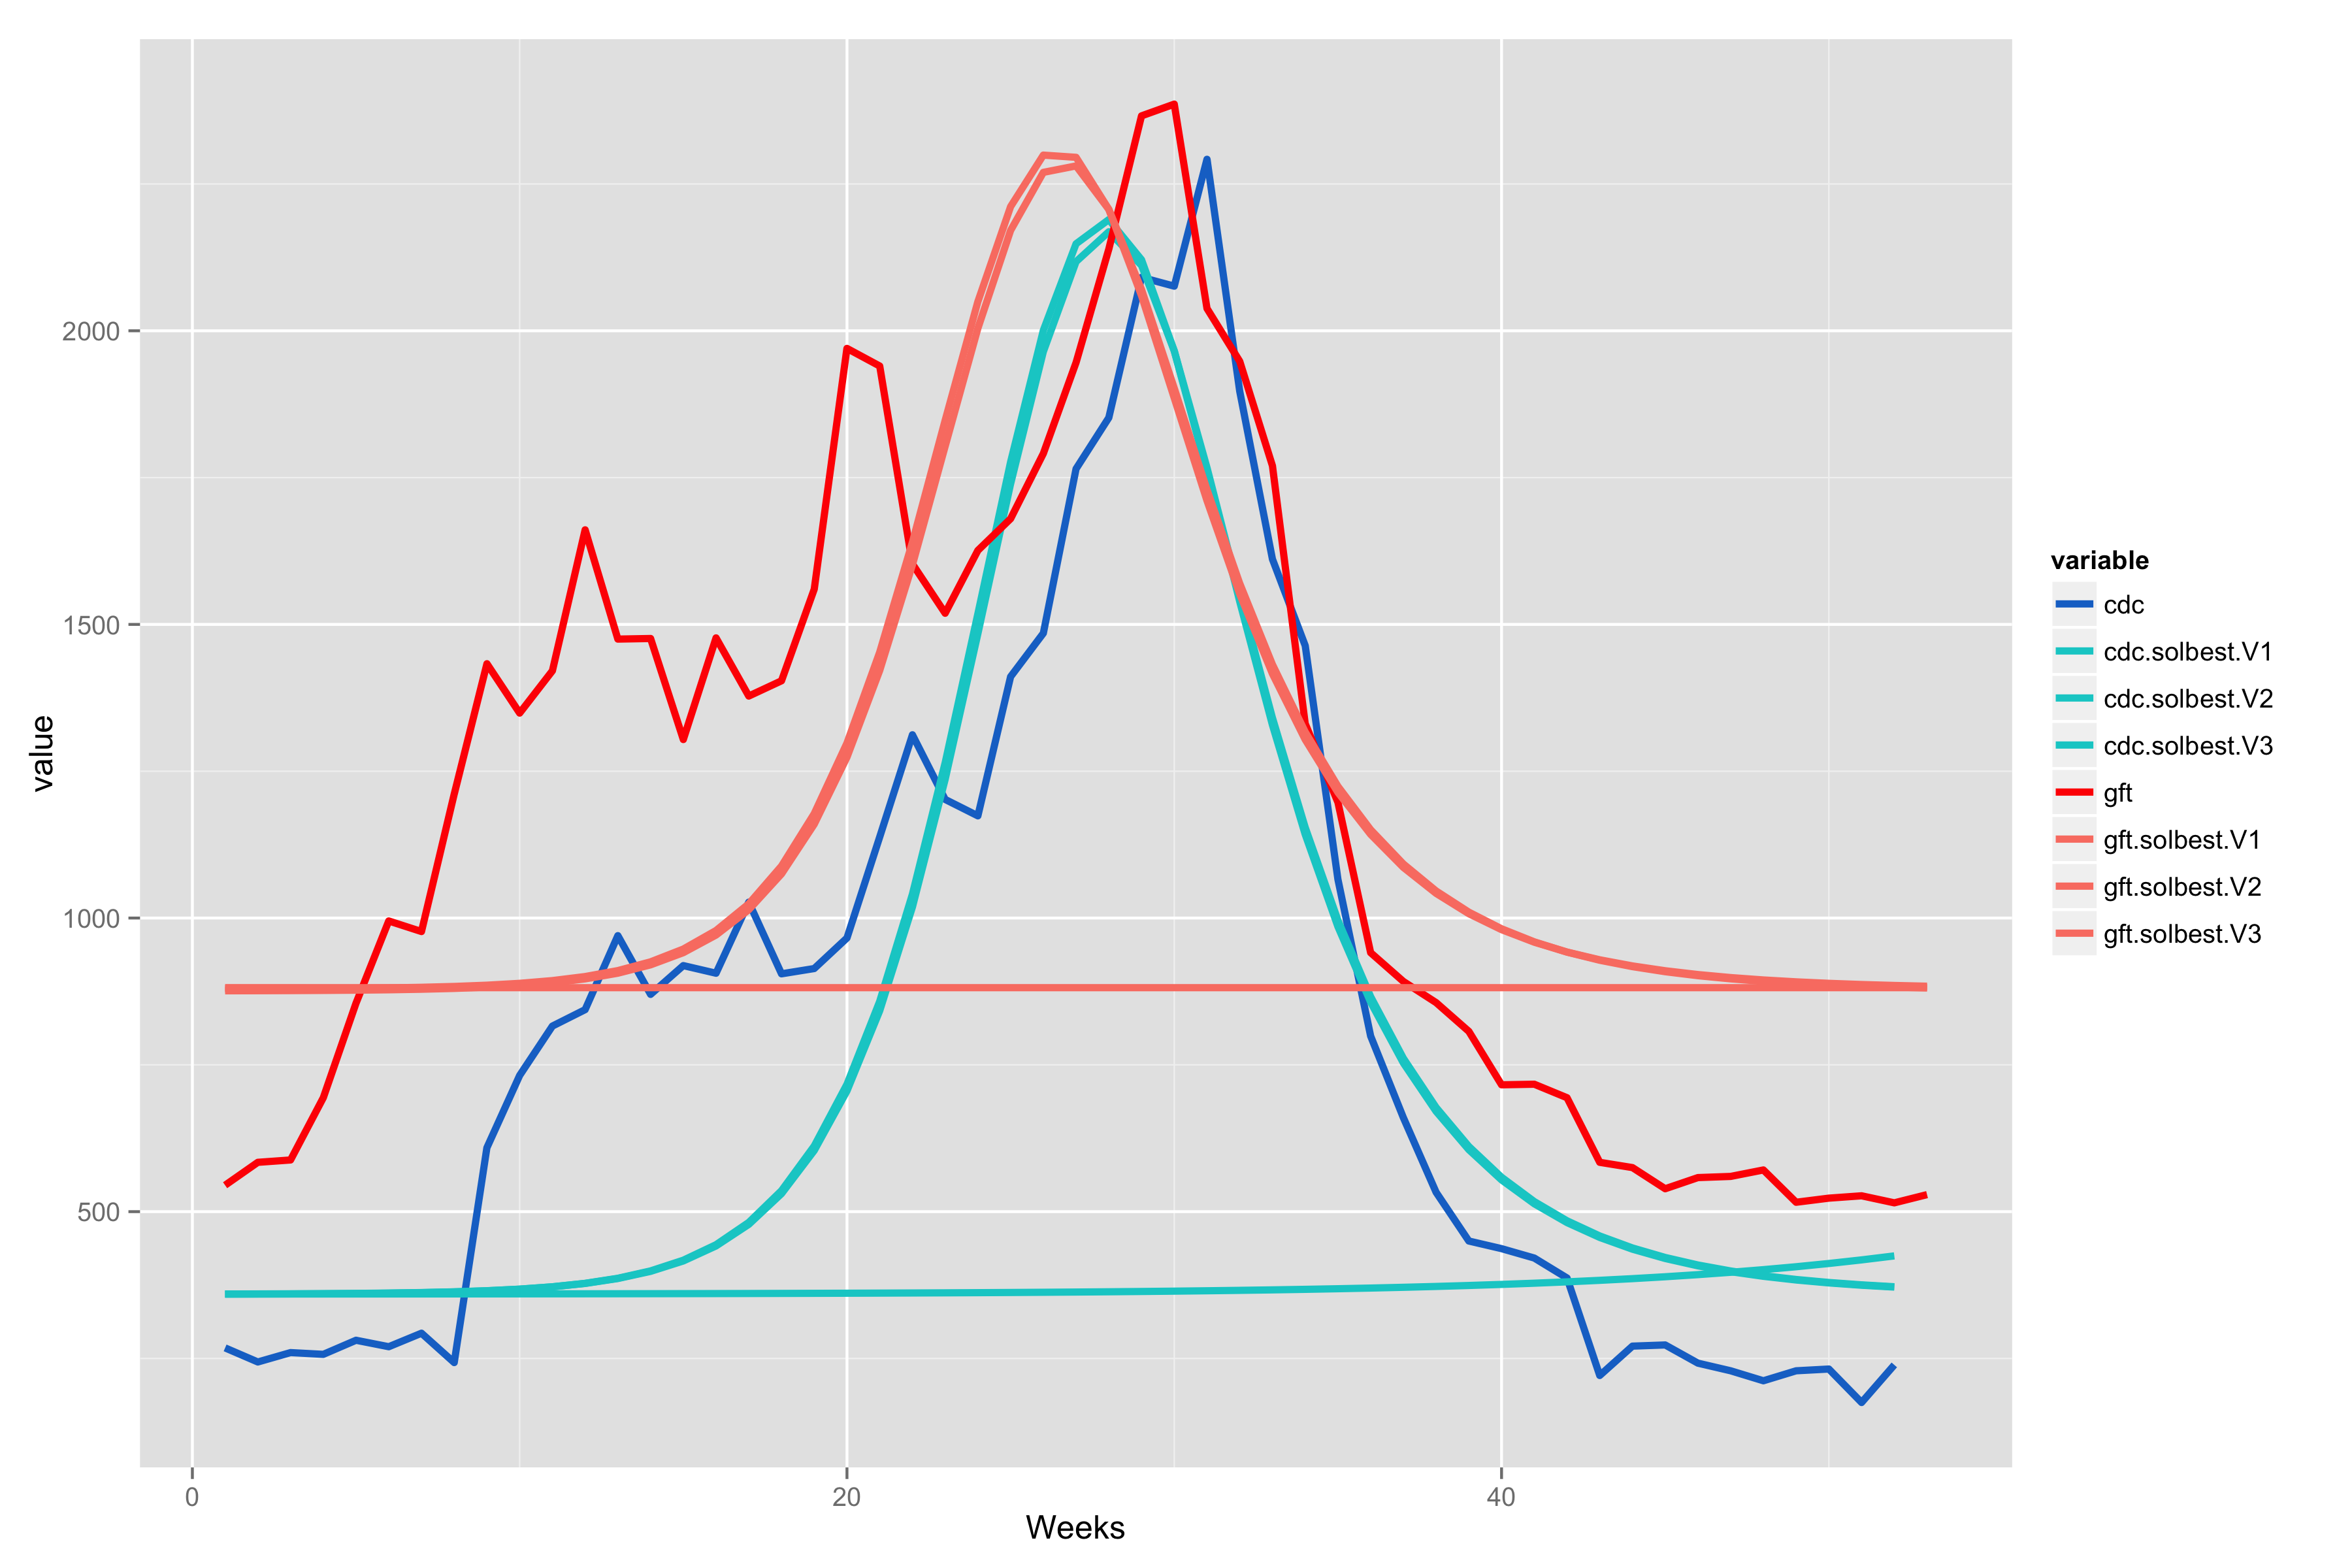 2000
1500
1000
500
value
0
20
40
Weeks
variable
cdc
cdc.solbest.V1
cdc.solbest.V2
cdc.solbest.V3
gft
gft.solbest.V1
gft.solbest.V2
gft.solbest.V3